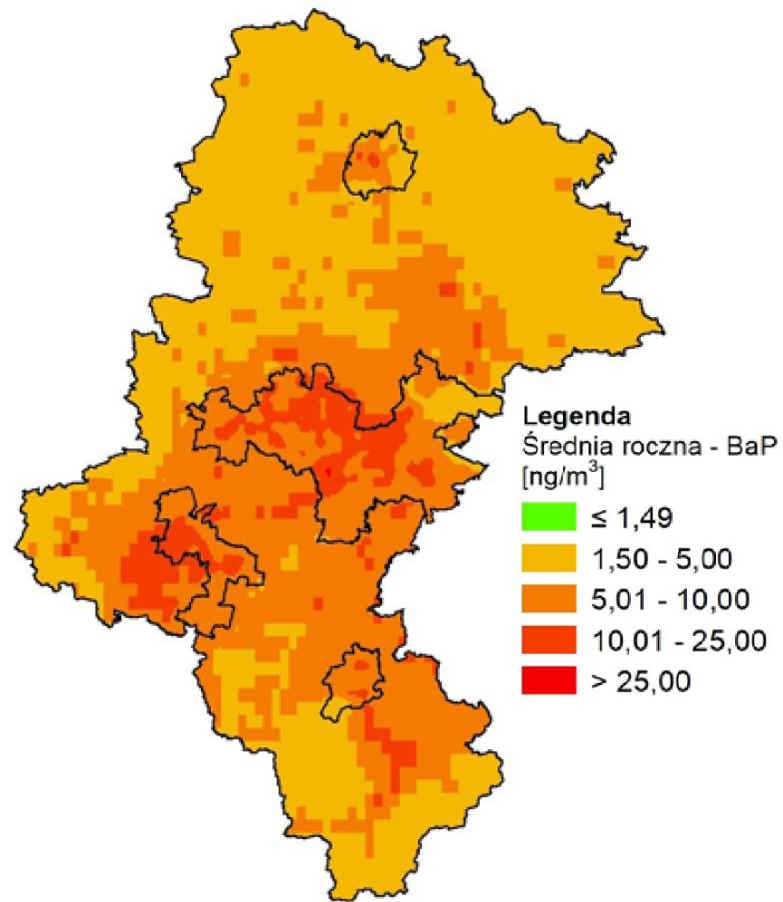 Legenda
Średnia roczna - BaP
[ng/m³]
≤ 1,49
1,50 - 5,00
5,01 - 10,00
10,01 - 25,00
> 25,00